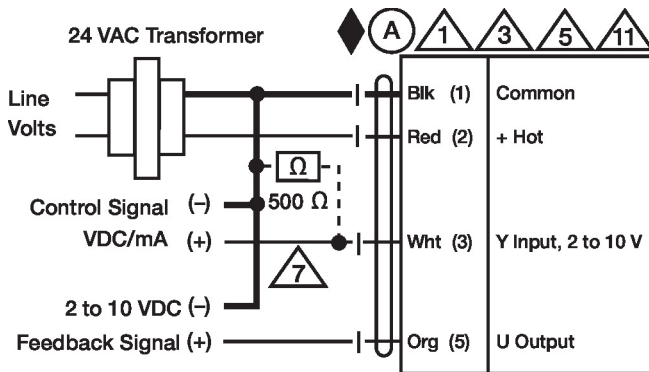 24 VAC Transformer
A 1 3 5 11
Line
Volts
Blk (1) Common
Red (2) + Hot
Ω
500 Ω
Control Signal (–)
VDC/mA (+)
Wht (3) Y Input, 2 to 10 V
7
2 to 10 VDC (–)
Feedback Signal (+)
Org (5) U Output